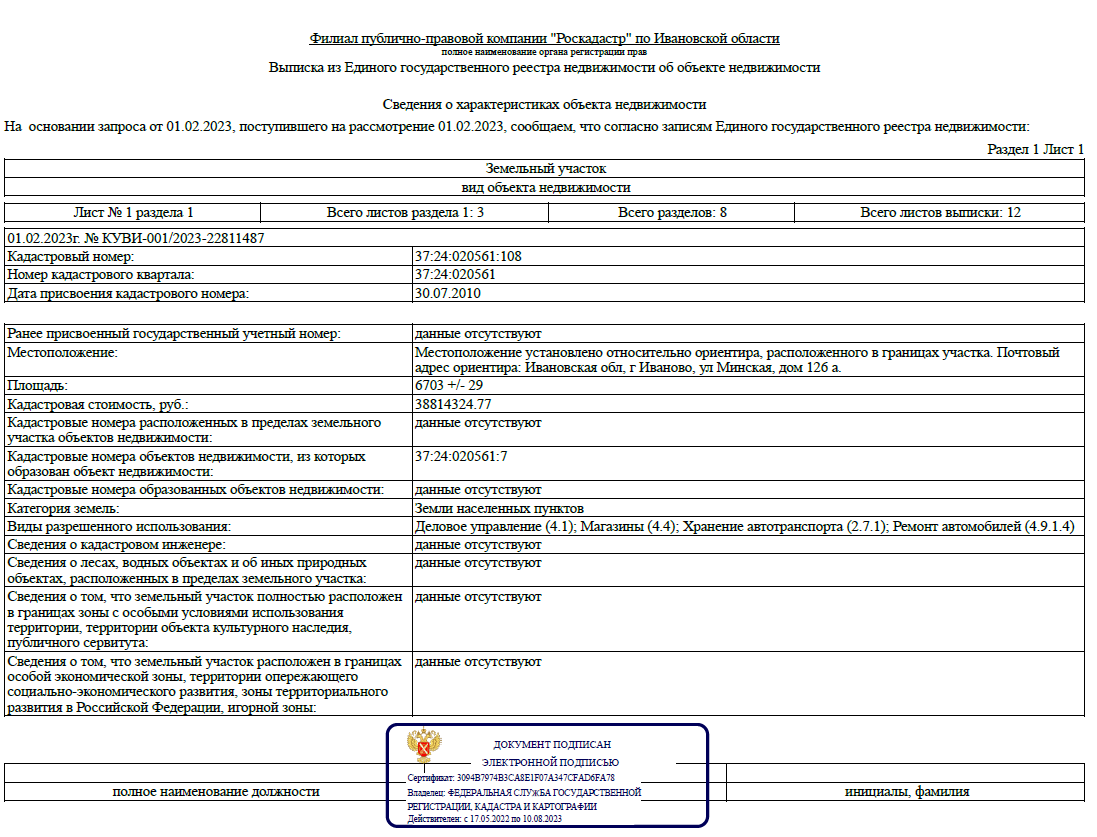 Филиал публично-правовой компании "Роскадастр" по Ивановской области
полное наименование органа регистрации прав
Выписка из Единого государственного реестра недвижимости об объекте недвижимости
Сведения о характеристиках объекта недвижимости
На основании запроса от 01.02.2023, поступившего на рассмотрение 01.02.2023, сообщаем, что согласно записям Единого государственного реестра недвижимости:
Раздел 1 Лист 1
Земельный участок
вид объекта недвижимости
Лист № 1 раздела 1 Всего листов раздела 1: 3 Всего разделов: 8 Всего листов выписки: 12
01.02.2023г. № КУВИ-001/2023-22811487
Кадастровый номер: 37:24:020561:108
Номер кадастрового квартала: 37:24:020561
Дата присвоения кадастрового номера: 30.07.2010
Ранее присвоенный государственный учетный номер: данные отсутствуют
Местоположение: Местоположение установлено относительно ориентира, расположенного в границах участка. Почтовый
адрес ориентира: Ивановская обл, г Иваново, ул Минская, дом 126 а.
Площадь: 6703 +/- 29
Кадастровая стоимость, руб.: 38814324.77
Кадастровые номера расположенных в пределах земельного данные отсутствуют
участка объектов недвижимости:
Кадастровые номера объектов недвижимости, из которых 37:24:020561:7
образован объект недвижимости:
Кадастровые номера образованных объектов недвижимости: данные отсутствуют
Категория земель: Земли населенных пунктов
Виды разрешенного использования: Деловое управление (4.1); Магазины (4.4); Хранение автотранспорта (2.7.1); Ремонт автомобилей (4.9.1.4)
Сведения о кадастровом инженере: данные отсутствуют
Сведения о лесах, водных объектах и об иных природных данные отсутствуют
объектах, расположенных в пределах земельного участка:
Сведения о том, что земельный участок полностью расположен данные отсутствуют
в границах зоны с особыми условиями использования
территории, территории объекта культурного наследия,
публичного сервитута:
Сведения о том, что земельный участок расположен в границах данные отсутствуют
особой экономической зоны, территории опережающего
социально-экономического развития, зоны территориального
развития в Российской Федерации, игорной зоны:
ДОКУМЕНТ ПОДПИСАН
ЭЛЕКТРОННОЙ ПОДПИСЬЮ
Сертификат: 3094B7974B3CA8E1F07A347CFAD6FA78
Владелец: ФЕДЕРАЛЬНАЯ СЛУЖБА ГОСУДАРСТВЕННОЙ
РЕГИСТРАЦИИ, КАДАСТРА И КАРТОГРАФИИ
Действителен: с 17.05.2022 по 10.08.2023
полное наименование должности инициалы, фамилия